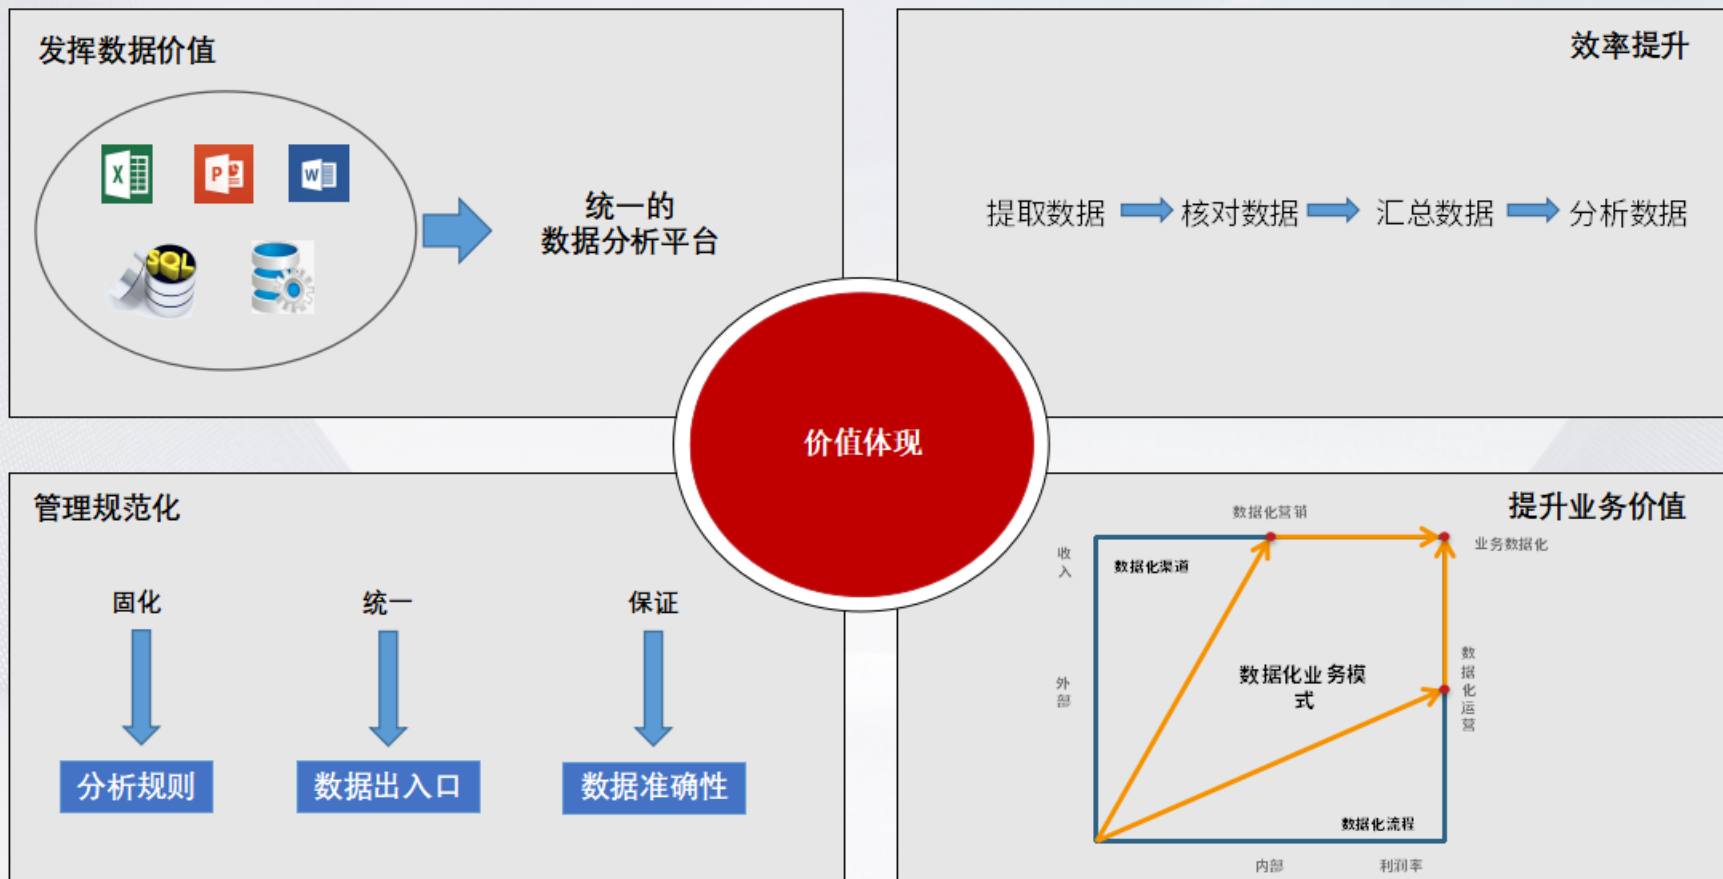 发挥数据价值
X
P
W
SQL
统一的
数据分析平台
效率提升
提取数据
核对数据
汇总数据
分析数据
价值体现
管理规范化
固化
统一
保证
分析规则
数据出入口
数据准确性
提升业务价值
数据化营销
业务数据化
收入
数据化渠道
数据化业务模
式
外部
数据化运营
数据化流程
内部
利润率